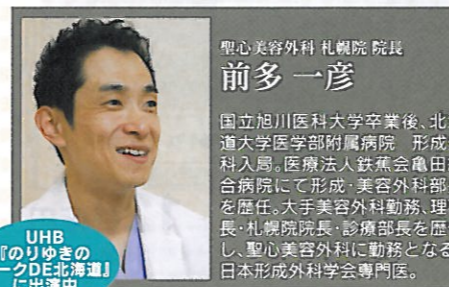 聖心美容外科 札幌院 院長
前多 一彦
国立旭川医科大学卒業後、北
道大学医学部附属病院 形成
科入局。医療法人鉄蕉会亀田
合病院にて形成・美容外科部
を歴任。大手美容外科勤務、理
長・札幌院院長・診療部長を歴
し、聖心美容外科に勤務となる
日本形成外科学会専門医。
UHB
『のりゆきの
ークDE北海道』
に出演中